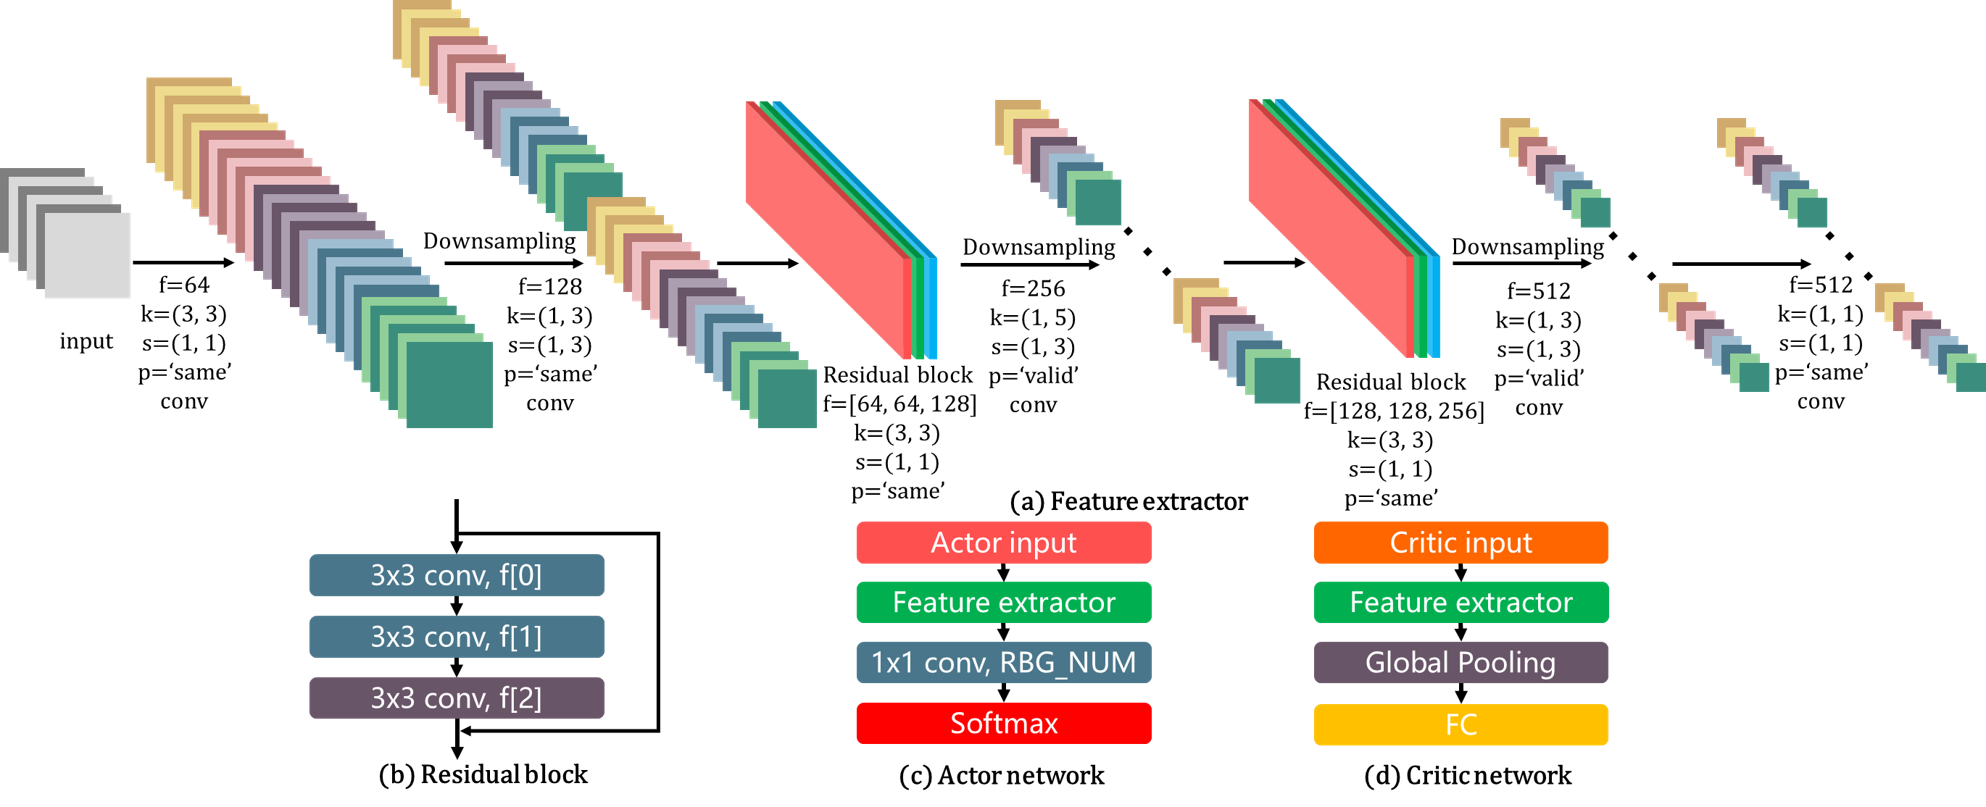 input
f=64
k=(3, 3)
s=(1, 1)
p=‘same’
conv
Downsampling
f=128
k=(1, 3)
s=(1, 3)
p=‘same’
conv
Residual block
f=[64, 64, 128]
k=(3, 3)
s=(1, 1)
p=‘same’
Downsampling
f=256
k=(1, 5)
s=(1, 3)
p=‘valid’
conv
Residual block
f=[128, 128, 256]
k=(3, 3)
s=(1, 1)
p=‘same’
Downsampling
f=512
k=(1, 3)
s=(1, 3)
p=‘valid’
conv
f=512
k=(1, 1)
s=(1, 1)
p=‘same’
conv
(a) Feature extractor
3x3 conv, f[0]
3x3 conv, f[1]
3x3 conv, f[2]
(b) Residual block
Actor input
Feature extractor
1x1 conv, RBG_NUM
Softmax
(c) Actor network
Critic input
Feature extractor
Global Pooling
FC
(d) Critic network